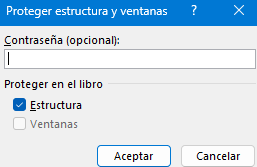 Proteger estructura y ventanas ? ×
Contraseña (opcional):
Proteger en el libro
Estructura
Ventanas
Aceptar Cancelar